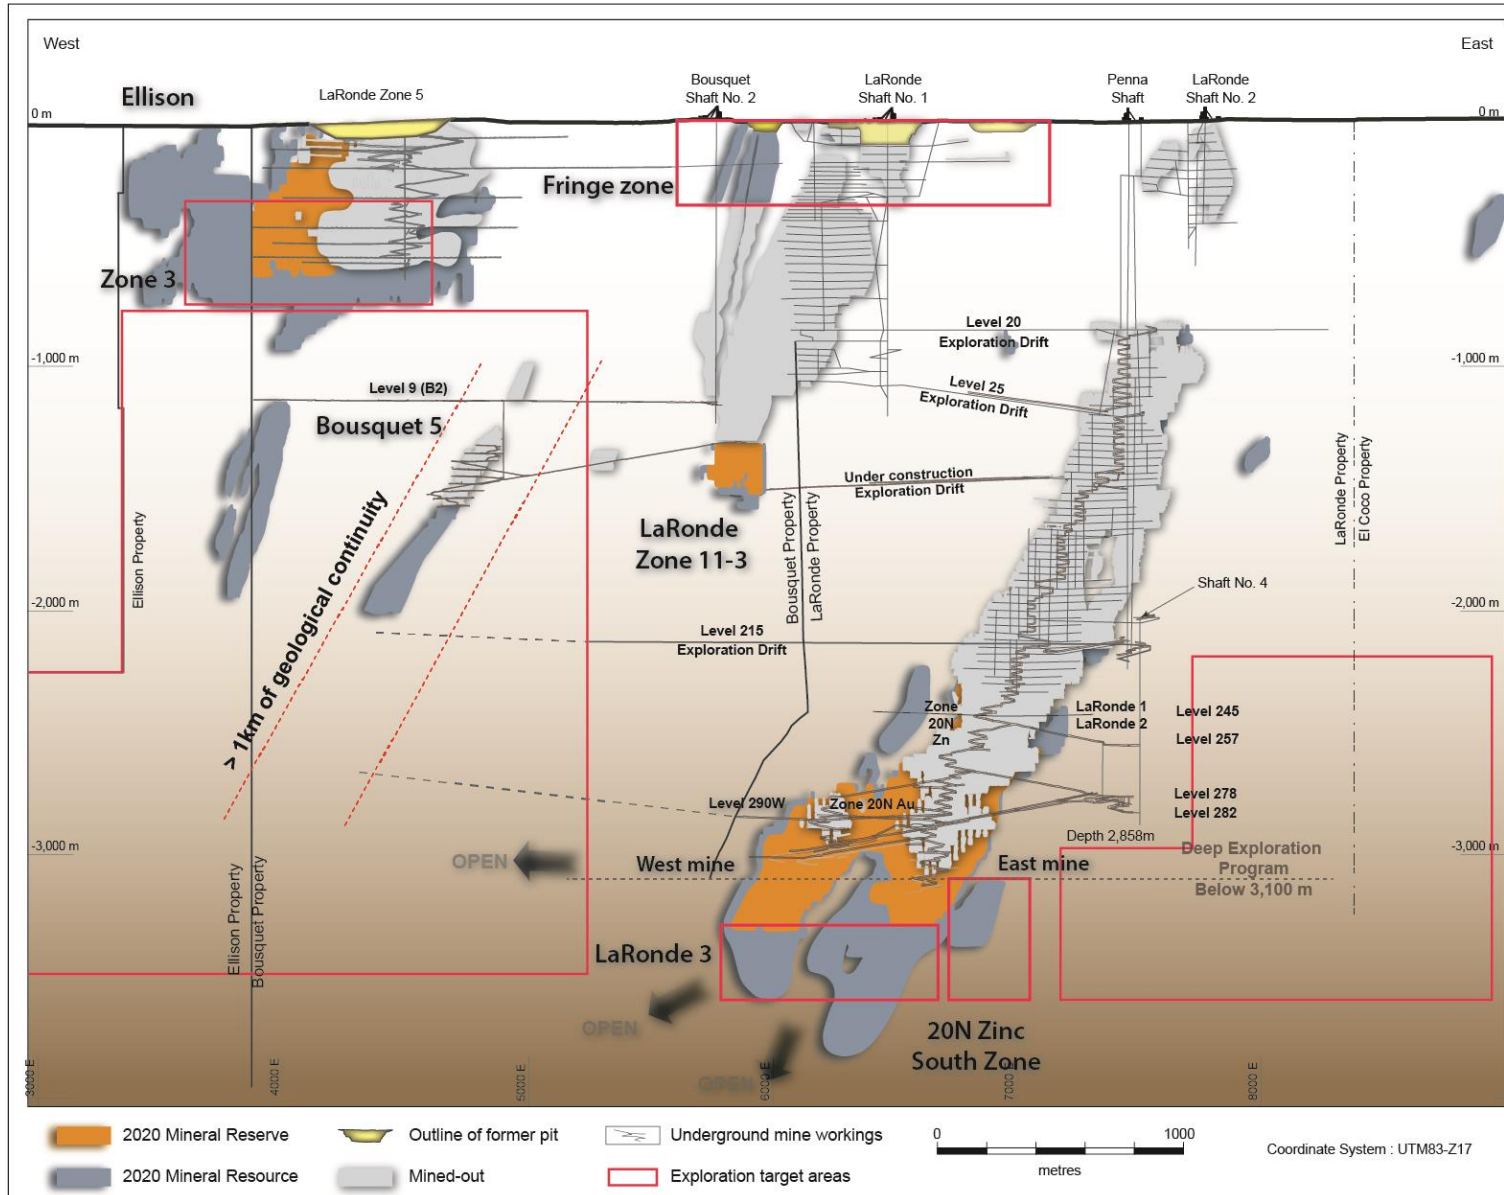 West
East
Ellison
LaRonde Zone 5
Bousquet
Shaft No. 2
LaRonde
Shaft No. 1
Penna
Shaft
LaRonde
Shaft No. 2
0 m
0 m
Fringe zone
Zone 3
Level 20
Exploration Drift
-1,000 m
-1,000 m
Level 9 (B2)
Level 25
Exploration Drift
Bousquet 5
Under construction
Exploration Drift
LaRonde
Zone 11-3
Bousquet Property
LaRonde Property
LaRonde Property
El Coco Property
Ellison Property
> 1km of geological continuity
Shaft No. 4
-2,000 m
-2,000 m
Level 215
Exploration Drift
Zone
20N
Zn
LaRonde 1
LaRonde 2
Level 245
Level 257
Level 278
Level 282
Level 290W
Zone 20N Au
Depth 2,858m
-3,000 m
-3,000 m
OPEN
West mine
East mine
Deep Exploration
Program
Below 3,100 m
Ellison Property
Bousquet Property
LaRonde 3
OPEN
20N Zinc
South Zone
OPEN
3000 E
4000 E
5000 E
6000 E
7000 E
8000 E
2020 Mineral Reserve
Outline of former pit
Underground mine workings
0
1000
metres
Coordinate System : UTM83-Z17
2020 Mineral Resource
Mined-out
Exploration target areas